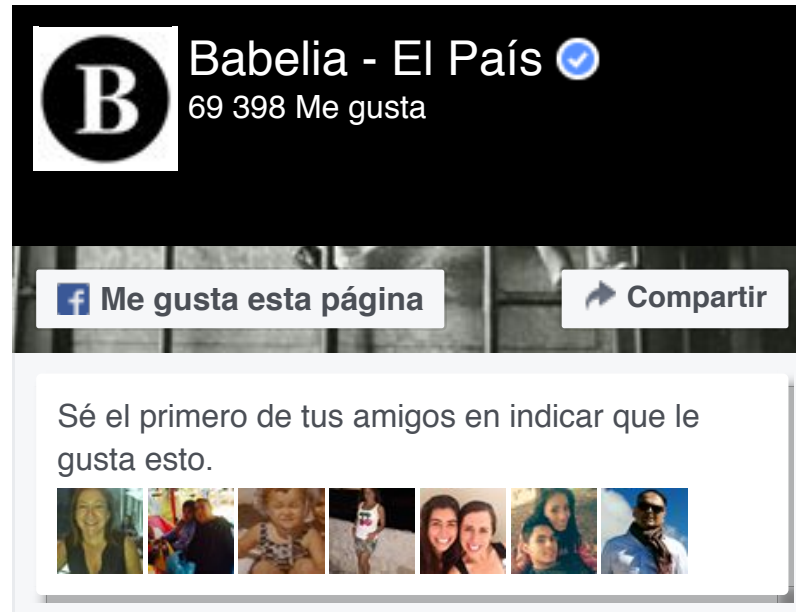 B
Babelia - El País
69 398 Me gusta
Me gusta esta página
Compartir
Sé el primero de tus amigos en indicar que le
gusta esto.